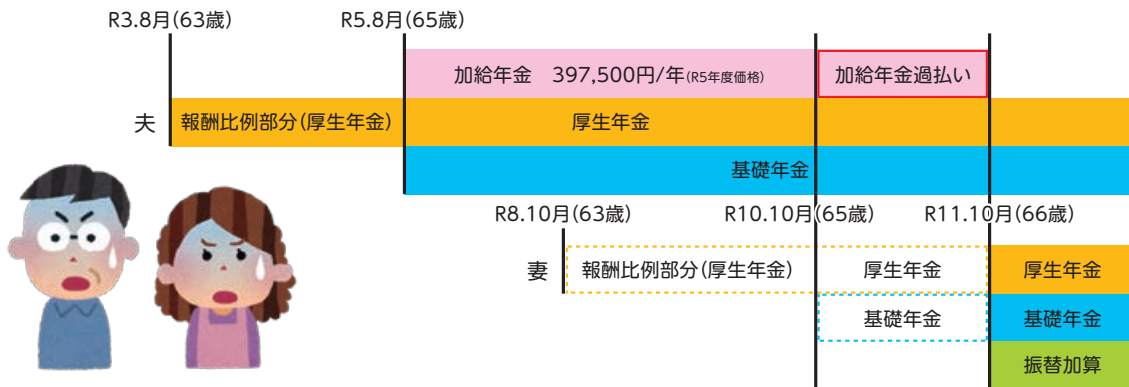 R3.8月(63歳) R5.8月(65歳)
加給年金 397,500円/年(R5年度価格) 加給年金過払い
夫 報酬比例部分(厚生年金) 厚生年金
基礎年金
R8.10月(63歳) R10.10月(65歳) R11.10月(66歳)
妻 報酬比例部分(厚生年金) 厚生年金 厚生年金
基礎年金 基礎年金
振替加算